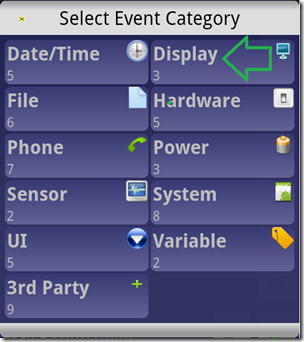 Select Event Category
Date/Time
5
Display
3
File
6
Hardware
5
Phone
7
Power
3
Sensor
2
System
8
UI
5
Variable
2
3rd Party
9